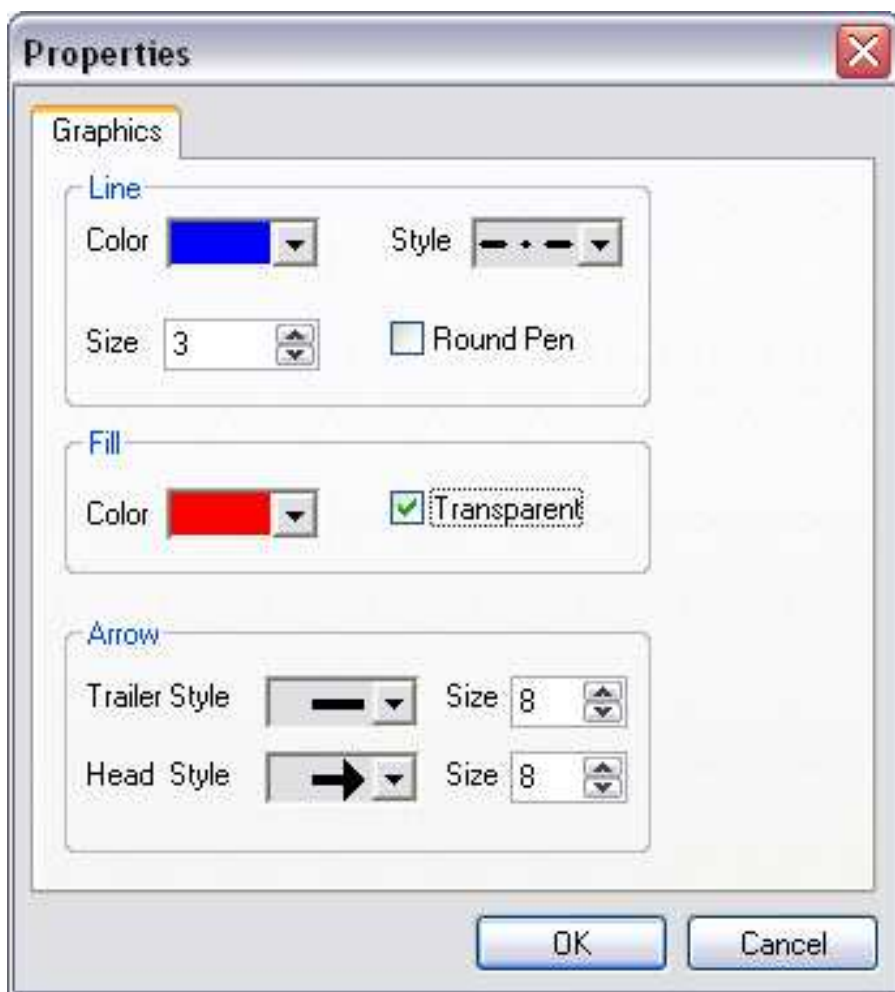 Properties
Graphics
Line
Color
Style
Size 3
Round Pen
Fill
Color
Transparent
Arrow
Trailer Style
Size 8
Head Style
Size 8
OK
Cancel